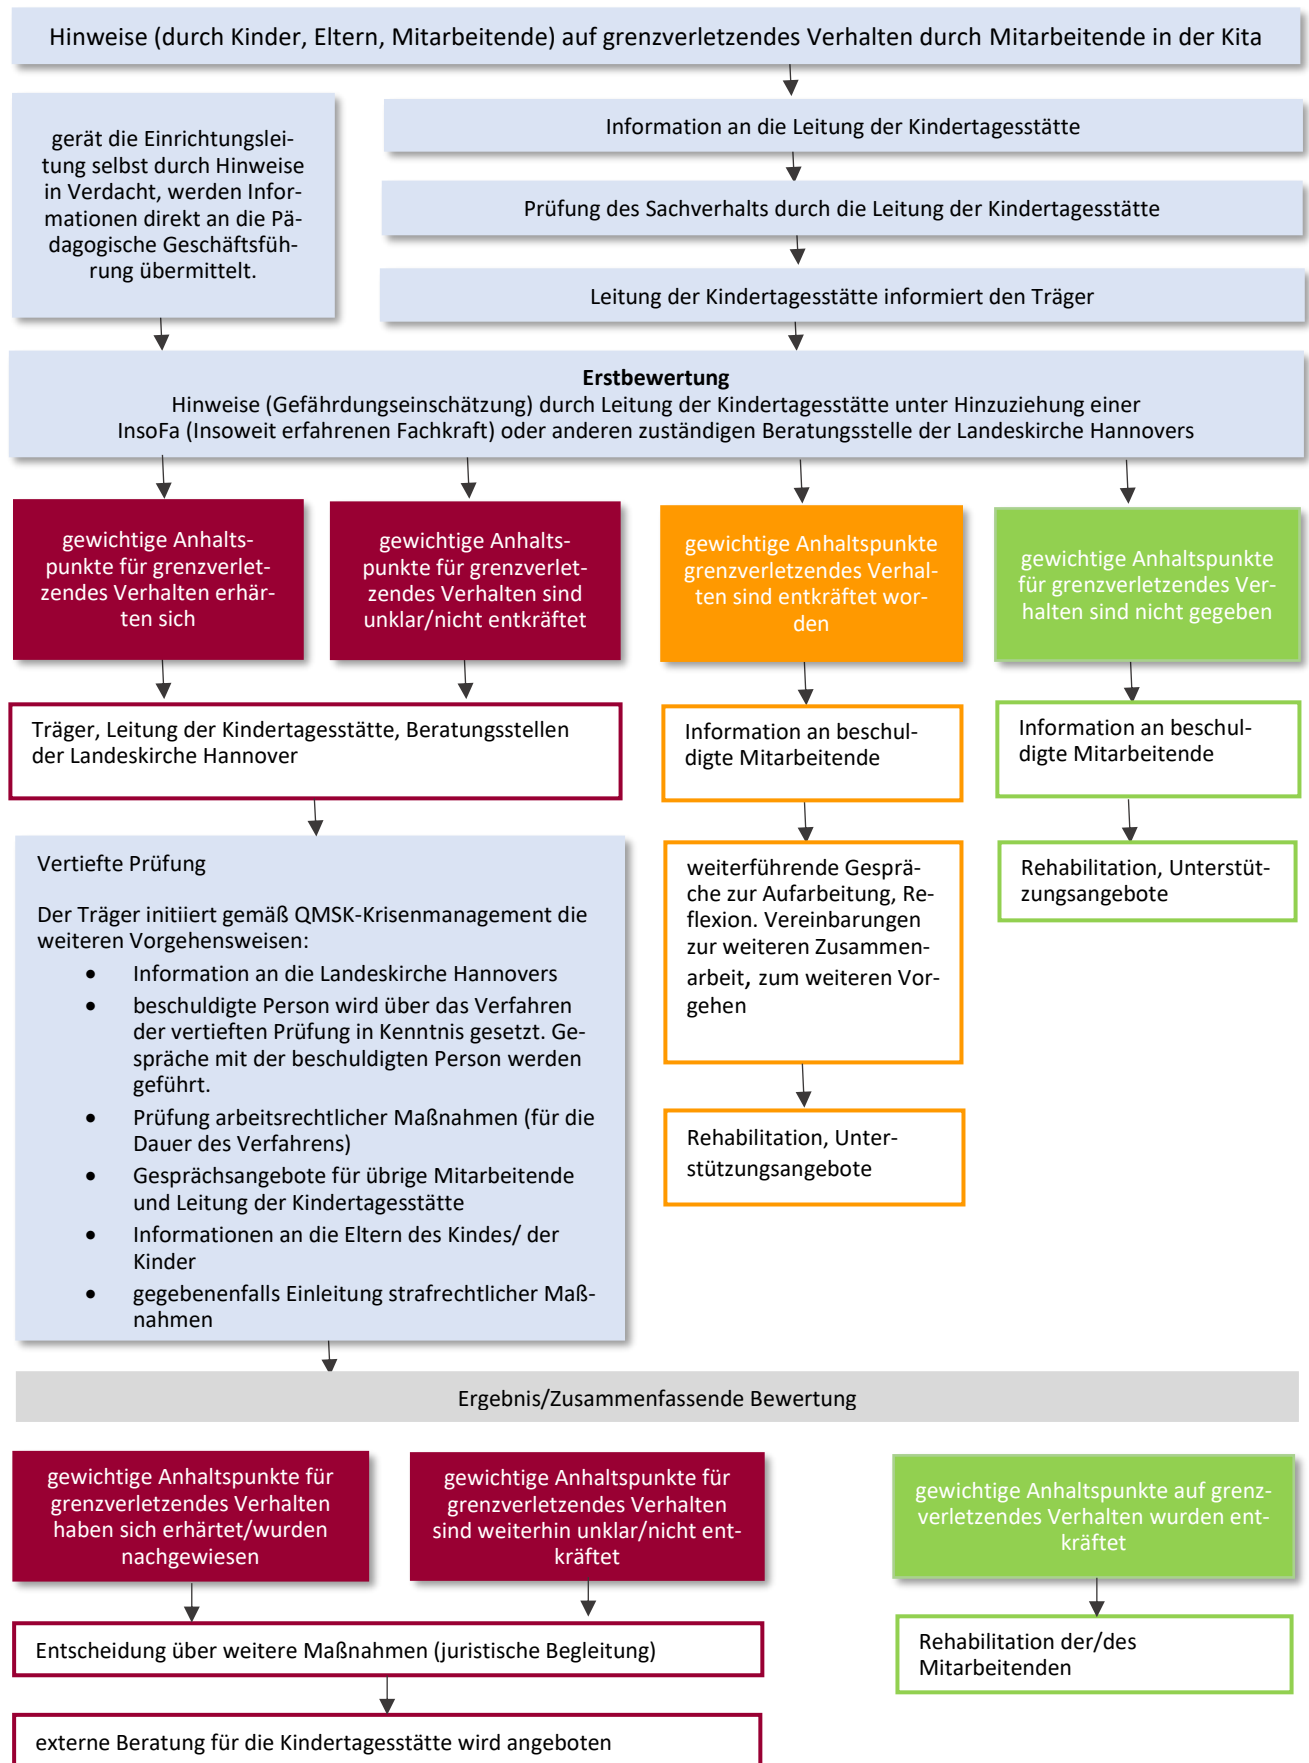 Hinweise (durch Kinder, Eltern, Mitarbeitende) auf grenzverletzendes Verhalten durch Mitarbeitende in der Kita
gerät die Einrichtungslei-
tung selbst durch Hinweise
in Verdacht, werden Infor-
mationen direkt an die Pä-
dagogische Geschäftsfüh-
rung übermittelt.
Information an die Leitung der Kindertagesstätte
Prüfung des Sachverhalts durch die Leitung der Kindertagesstätte
Leitung der Kindertagesstätte informiert den Träger
Erstbewertung
Hinweise (Gefährdungseinschätzung) durch Leitung der Kindertagesstätte unter Hinzuziehung einer
InsoFa (Insoweit erfahrenen Fachkraft) oder anderen zuständigen Beratungsstelle der Landeskirche Hannovers
gewichtige Anhalts-
punkte für grenzverlet-
zendes Verhalten erhär-
ten sich
gewichtige Anhalts-
punkte für grenzverlet-
zendes Verhalten sind
unklar/nicht entkräftet
gewichtige Anhaltspunkte
grenzverletzendes Verhal-
ten sind entkräftet wor-
den
gewichtige Anhaltspunkte
für grenzverletzendes Ver-
halten sind nicht gegeben
Träger, Leitung der Kindertagesstätte, Beratungsstellen
der Landeskirche Hannover
Information an beschul-
digte Mitarbeitende
Information an beschul-
digte Mitarbeitende
Vertiefte Prüfung
Der Träger initiiert gemäß QMSK-Krisenmanagement die
weiteren Vorgehensweisen:
• Information an die Landeskirche Hannovers
• beschuldigte Person wird über das Verfahren
der vertieften Prüfung in Kenntnis gesetzt. Ge-
spräche mit der beschuldigten Person werden
geführt.
• Prüfung arbeitsrechtlicher Maßnahmen (für die
Dauer des Verfahrens)
• Gesprächsangebote für übrige Mitarbeitende
und Leitung der Kindertagesstätte
• Informationen an die Eltern des Kindes/ der
Kinder
• gegebenenfalls Einleitung strafrechtlicher Maß-
nahmen
weiterführende Gesprä-
che zur Aufarbeitung, Re-
flexion. Vereinbarungen
zur weiteren Zusammen-
arbeit, zum weiteren Vor-
gehen
Rehabilitation, Unterstüt-
zungsangebote
Rehabilitation, Unter-
stützungsangebote
Ergebnis/Zusammenfassende Bewertung
gewichtige Anhaltspunkte für
grenzverletzendes Verhalten
haben sich erhärtet/wurden
nachgewiesen
gewichtige Anhaltspunkte für
grenzverletzendes Verhalten
sind weiterhin unklar/nicht ent-
kräftet
gewichtige Anhaltspunkte auf grenz-
verletzendes Verhalten wurden ent-
kräftet
Entscheidung über weitere Maßnahmen (juristische Begleitung)
Rehabilitation der/des
Mitarbeitenden
externe Beratung für die Kindertagesstätte wird angeboten